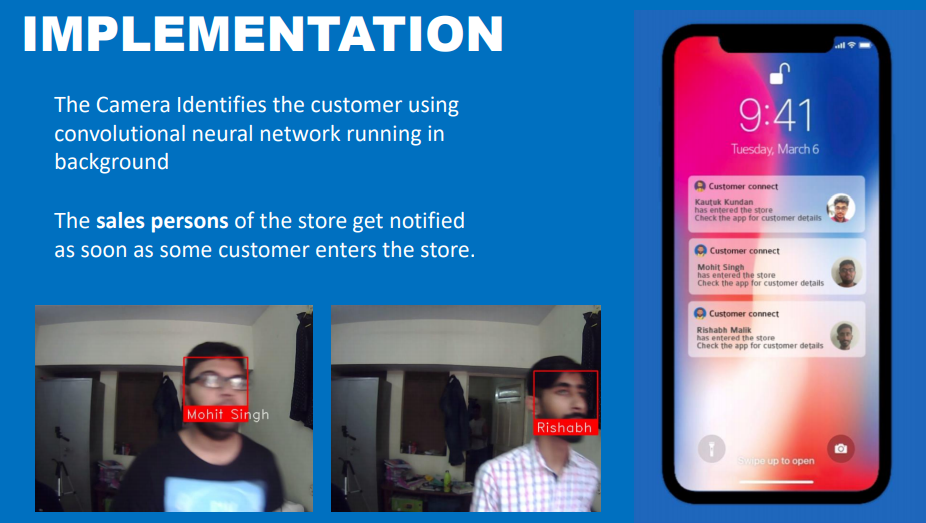 IMPLEMENTATION
The Camera Identifies the customer using
convolutional neural network running in
background
The sales persons of the store get notified
as soon as some customer enters the store.
Mohit Singh
Rishabh
9:41
Tuesday, March 6
Customer connect
Kautuk Kundan
has entered the store
Check the app for customer details
Customer connect
Mohit Singh
has entered the store
Check the app for customer details
Customer connect
Rishabh Malik
has entered the store
Check the app for customer details
Swipe up to open